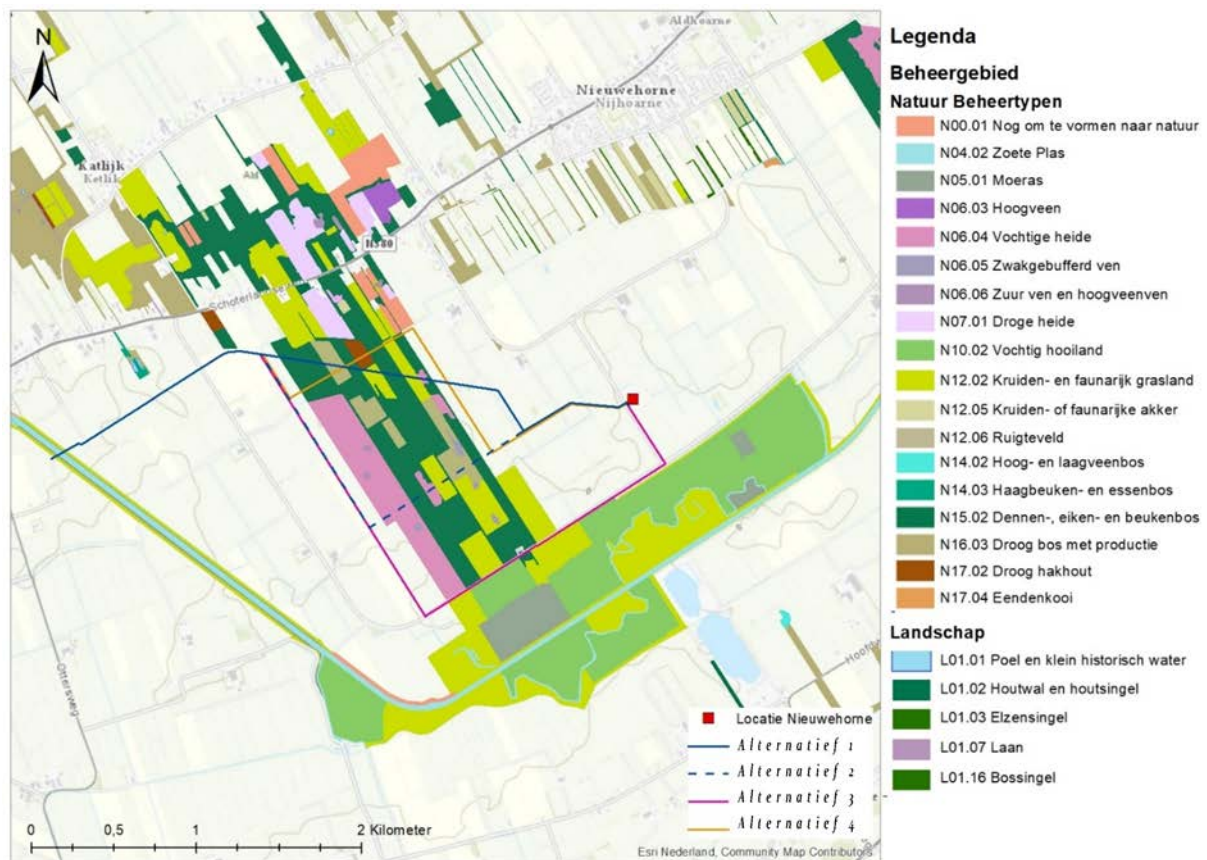 N
Aldhoarne
Nieuwehorne
Nijhoarne
Katlijk
Ketlik
N380
Ottersweg
0 0,5 1 2 Kilometer
Locatie Nieuwehorne
Alternatief 1
Alternatief 2
Alternatief 3
Alternatief 4
Esri Nederland, Community Map Contributors
Legenda
Beheergebied
Natuur Beheertypen
N00.01 Nog om te vormen naar natuur
N04.02 Zoete Plas
N05.01 Moeras
N06.03 Hoogveen
N06.04 Vochtige heide
N06.05 Zwakgebufferd ven
N06.06 Zuur ven en hoogveenven
N07.01 Droge heide
N10.02 Vochtig hooiland
N12.02 Kruiden- en faunarijk grasland
N12.05 Kruiden- of faunarijke akker
N12.06 Ruigteveld
N14.02 Hoog- en laagveenbos
N14.03 Haagbeuken- en essenbos
N15.02 Dennen-, eiken- en beukenbos
N16.03 Droog bos met productie
N17.02 Droog hakhout
N17.04 Eendenkooi
Landschap
L01.01 Poel en klein historisch water
L01.02 Houtwal en houtsingel
L01.03 Elzensingel
L01.07 Laan
L01.16 Bossingel